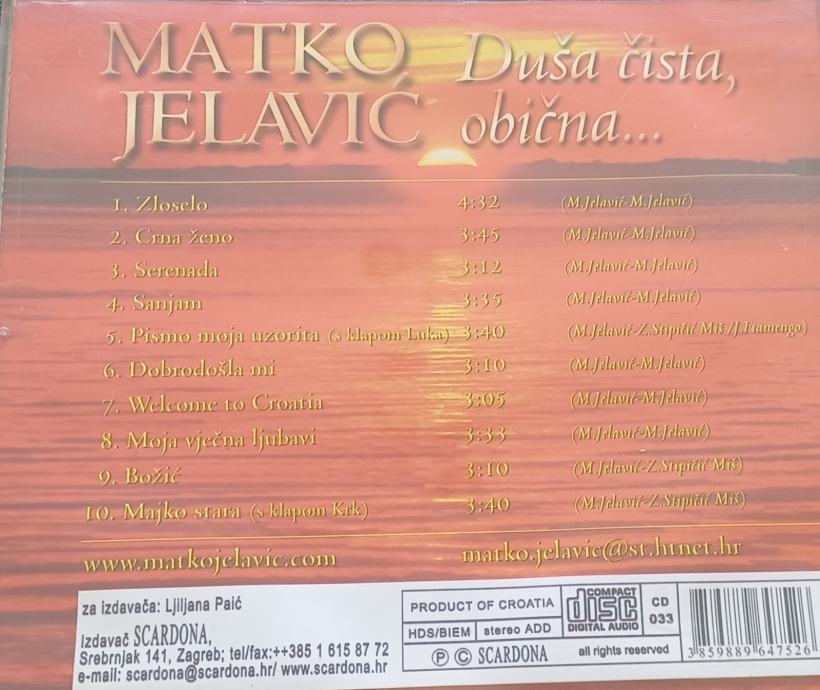 MATKO JELAVIĆ
Duša čista, obična...
1. Zloselo 4:32 (M.Jelavić-M.Jelavić)
2. Crna ženo 3:45 (M.Jelavić-M.Jelavić)
3. Serenada 3:12 (M.Jelavić-M.Jelavić)
4. Sanjam 3:35 (M.Jelavić-M.Jelavić)
5. Pismo moja uzorita (s klapom Luka) 3:40 (M.Jelavić-Z.Stipičić Miš /J.Framengo)
6. Dobrodošla mi 3:10 (M.Jelavić-M.Jelavić)
7. Welcome to Croatia 3:05 (M.Jelavić-M.Jelavić)
8. Moja vječna ljubavi 3:33 (M.Jelavić-M.Jelavić)
9. Božić 3:10 (M.Jelavić-Z.Stipičić Miš)
10. Majko stara (s klapom Krk) 3:40 (M.Jelavić-Z.Stipičić Miš)
www.matkojelavic.com matko.jelavic@st.htnet.hr
za izdavača: Ljiljana Paić
Izdavač SCARDONA,
Srebrnjak 141, Zagreb; tel/fax:++385 1 615 87 72
e-mail: scardona@scardona.hr/ www.scardona.hr
PRODUCT OF CROATIA
HDS/BIEM stereo ADD
Ⓟ © SCARDONA all rights reserved
COMPACT
disc
DIGITAL AUDIO
CD
033
3 859889 647526